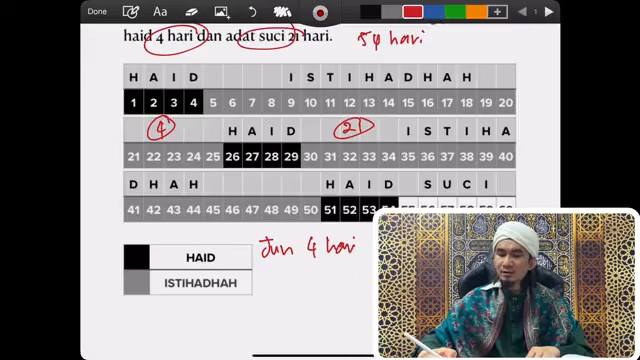 Done
1
haid 4 hari dan adat suci 21 hari. 54 hari
H A I D I S T I H A D H A H
1 2 3 4 5 6 7 8 9 10 11 12 13 14 15 16 17 18 19 20
4 H A I D 21 I S T I H A
21 22 23 24 25 26 27 28 29 30 31 32 33 34 35 36 37 38 39 40
D H A H H A I D S U C I
41 42 43 44 45 46 47 48 49 50 51 52 53 54
HAID 4 hari
ISTIHADHAH